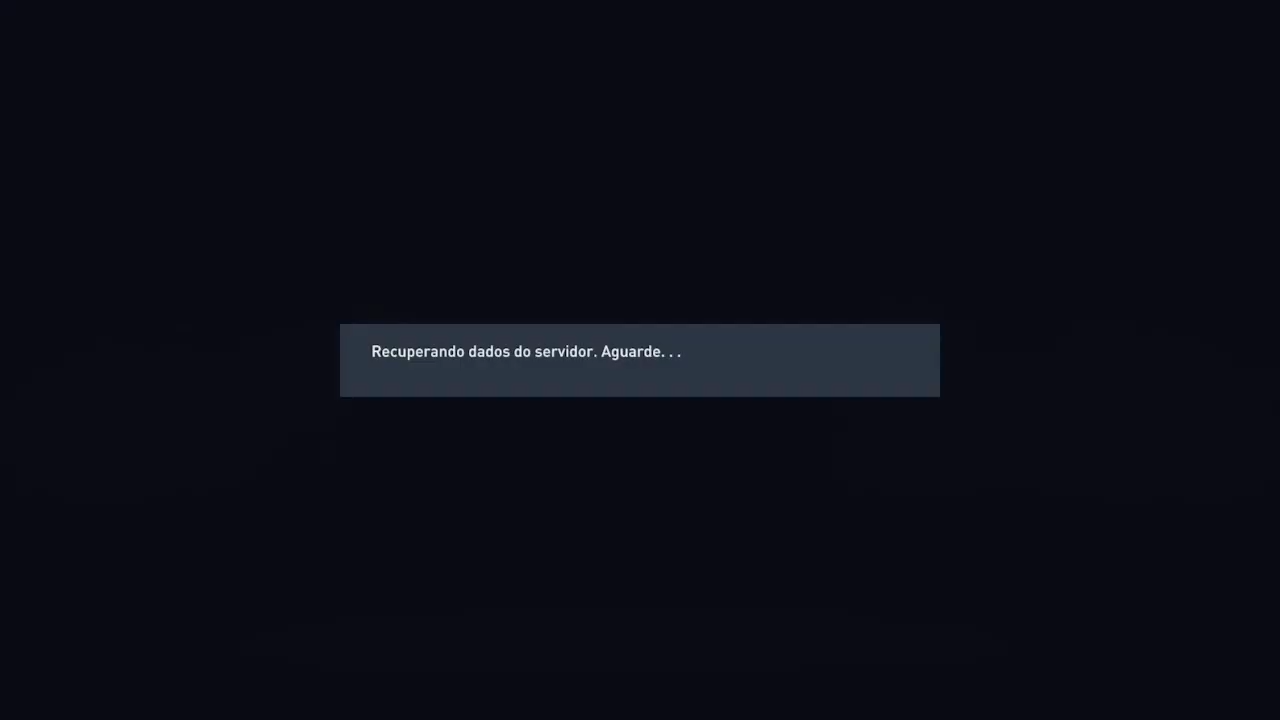 Recuperando dados do servidor. Aguarde. . .